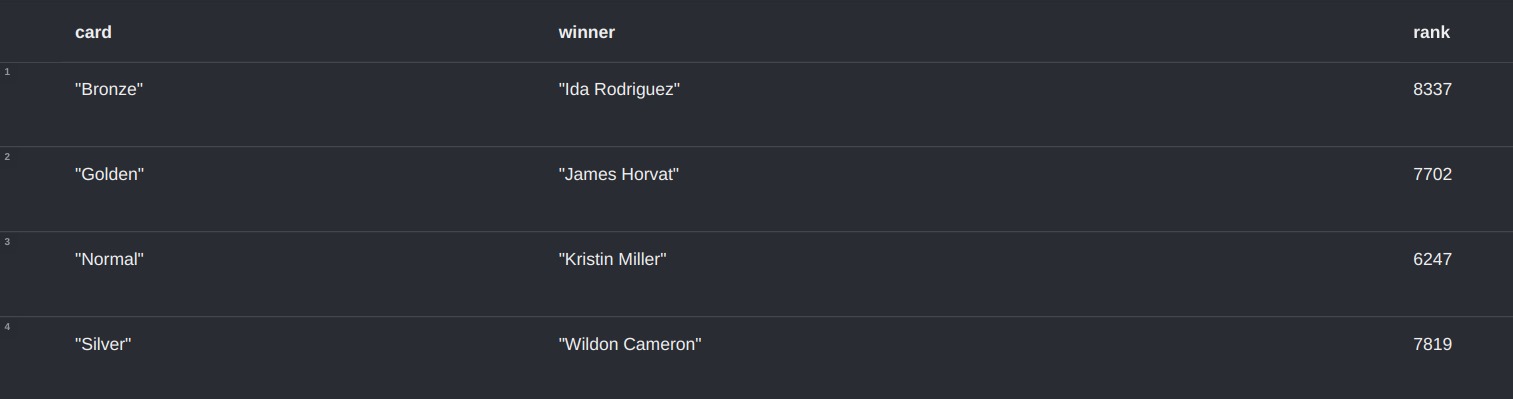 card winner rank
1
"Bronze" "Ida Rodriguez" 8337
2
"Golden" "James Horvat" 7702
3
"Normal" "Kristin Miller" 6247
4
"Silver" "Wildon Cameron" 7819